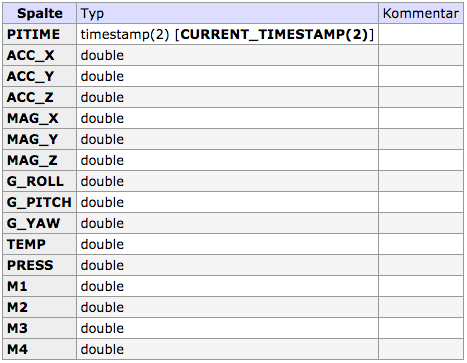 Spalte Typ Kommentar
PITIME timestamp(2) [CURRENT_TIMESTAMP(2)]
ACC_X double
ACC_Y double
ACC_Z double
MAG_X double
MAG_Y double
MAG_Z double
G_ROLL double
G_PITCH double
G_YAW double
TEMP double
PRESS double
M1 double
M2 double
M3 double
M4 double